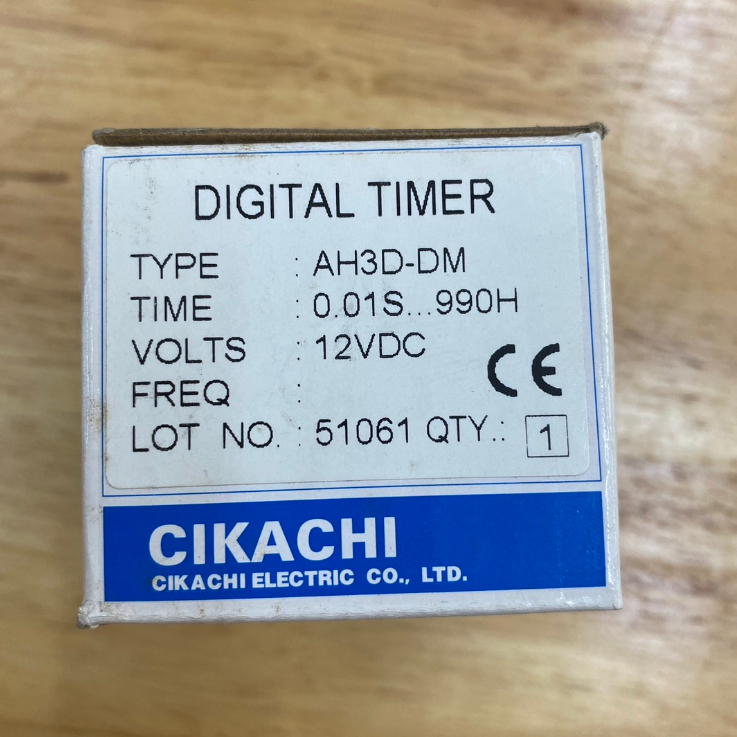 DIGITAL TIMER
TYPE : AH3D-DM
TIME : 0.01S...990H
VOLTS : 12VDC
FREQ :
LOT NO. : 51061 QTY.: 1
CE
CIKACHI
CIKACHI ELECTRIC CO., LTD.